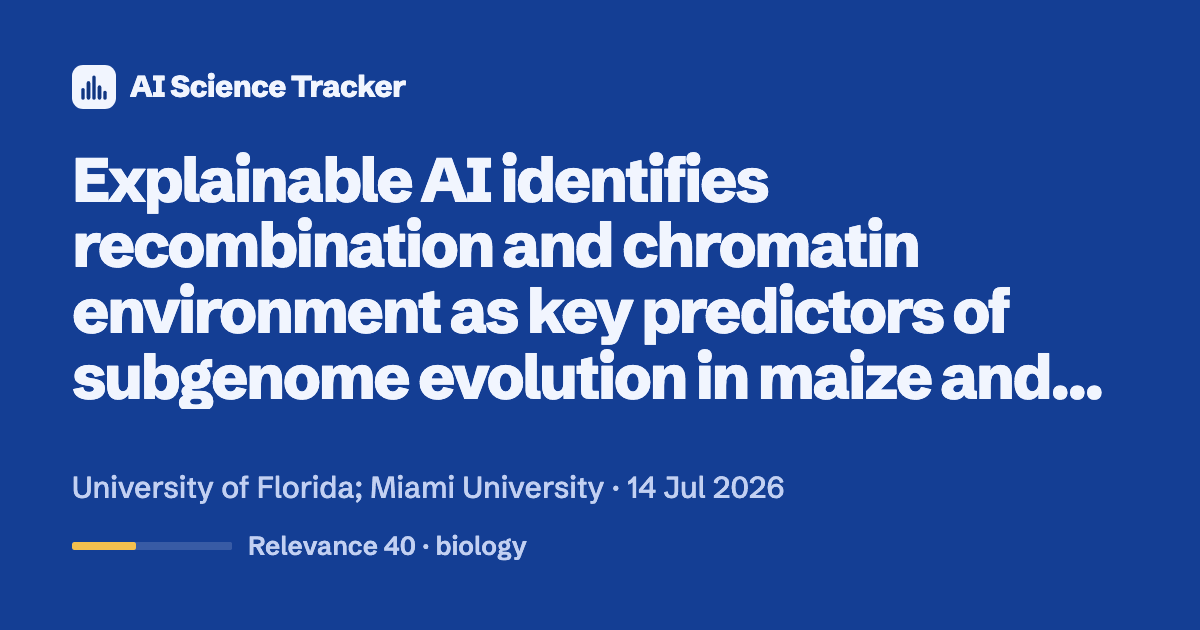 AI Science Tracker
Explainable AI identifies
recombination and chromatin
environment as key predictors of
subgenome evolution in maize and...
University of Florida; Miami University · 14 Jul 2026
Relevance 40 · biology